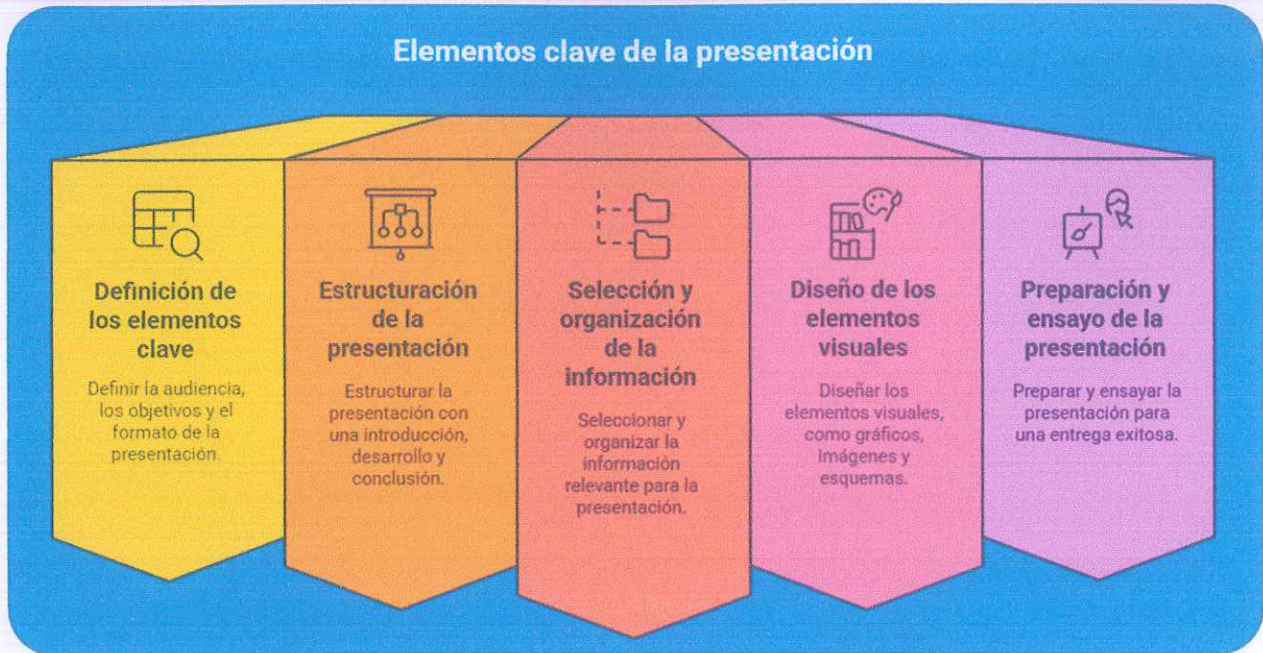 Elementos clave de la presentación
Definición de
los elementos
clave
Definir la audiencia,
los objetivos y el
formato de la
presentación.
Estructuración
de la
presentación
Estructurar la
presentación con
una introducción,
desarrollo y
conclusión.
Selección y
organización
de la
información
Seleccionar y
organizar la
información
relevante para la
presentación.
Diseño de los
elementos
visuales
Diseñar los
elementos visuales,
como gráficos,
imágenes y
esquemas.
Preparación y
ensayo de la
presentación
Preparar y ensayar la
presentación para
una entrega exitosa.